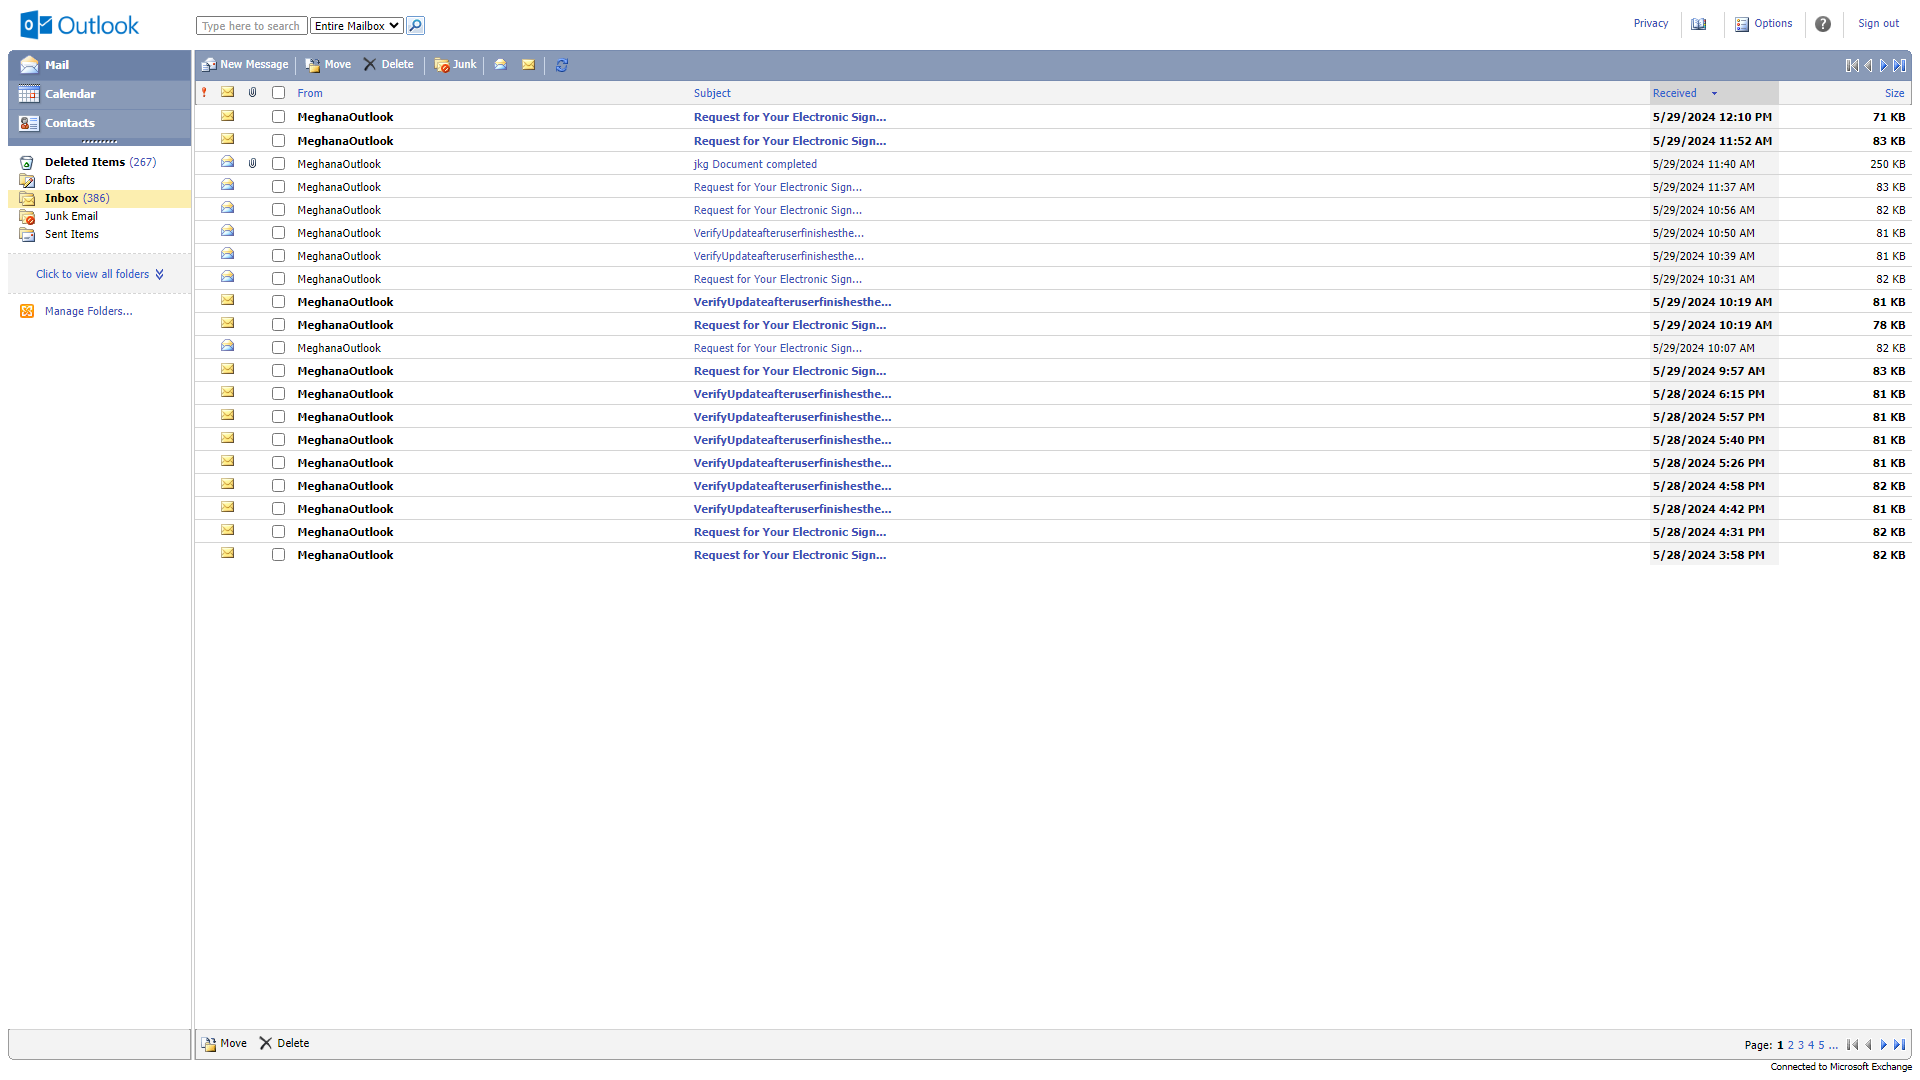 Outlook
Type here to search Entire Mailbox
Privacy Options Sign out
Mail
Calendar
Contacts
Deleted Items (267)
Drafts
Inbox (386)
Junk Email
Sent Items
Click to view all folders
Manage Folders...
New Message Move Delete Junk
From Subject Received Size
MeghanaOutlook Request for Your Electronic Sign... 5/29/2024 12:10 PM 71 KB
MeghanaOutlook Request for Your Electronic Sign... 5/29/2024 11:52 AM 83 KB
MeghanaOutlook jkg Document completed 5/29/2024 11:40 AM 250 KB
MeghanaOutlook Request for Your Electronic Sign... 5/29/2024 11:37 AM 83 KB
MeghanaOutlook Request for Your Electronic Sign... 5/29/2024 10:56 AM 82 KB
MeghanaOutlook VerifyUpdateafteruserfinishesthe... 5/29/2024 10:50 AM 81 KB
MeghanaOutlook VerifyUpdateafteruserfinishesthe... 5/29/2024 10:39 AM 81 KB
MeghanaOutlook Request for Your Electronic Sign... 5/29/2024 10:31 AM 82 KB
MeghanaOutlook VerifyUpdateafteruserfinishesthe... 5/29/2024 10:19 AM 81 KB
MeghanaOutlook Request for Your Electronic Sign... 5/29/2024 10:19 AM 78 KB
MeghanaOutlook Request for Your Electronic Sign... 5/29/2024 10:07 AM 82 KB
MeghanaOutlook Request for Your Electronic Sign... 5/29/2024 9:57 AM 83 KB
MeghanaOutlook VerifyUpdateafteruserfinishesthe... 5/28/2024 6:15 PM 81 KB
MeghanaOutlook VerifyUpdateafteruserfinishesthe... 5/28/2024 5:57 PM 81 KB
MeghanaOutlook VerifyUpdateafteruserfinishesthe... 5/28/2024 5:40 PM 81 KB
MeghanaOutlook VerifyUpdateafteruserfinishesthe... 5/28/2024 5:26 PM 81 KB
MeghanaOutlook VerifyUpdateafteruserfinishesthe... 5/28/2024 4:58 PM 82 KB
MeghanaOutlook VerifyUpdateafteruserfinishesthe... 5/28/2024 4:42 PM 81 KB
MeghanaOutlook Request for Your Electronic Sign... 5/28/2024 4:31 PM 82 KB
MeghanaOutlook Request for Your Electronic Sign... 5/28/2024 3:58 PM 82 KB
Move Delete
Page: 1 2 3 4 5 ...
Connected to Microsoft Exchange